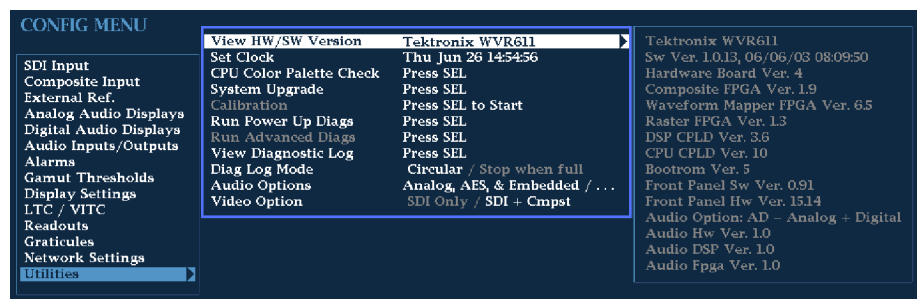 CONFIG MENU
SDI Input
Composite Input
External Ref.
Analog Audio Displays
Digital Audio Displays
Audio Inputs/Outputs
Alarms
Gamut Thresholds
Display Settings
LTC / VITC
Readouts
Graticules
Network Settings
Utilities
View HW/SW Version Tektronix WVR611
Set Clock Thu Jun 26 14:54:56
CPU Color Palette Check Press SEL
System Upgrade Press SEL
Calibration Press SEL to Start
Run Power Up Diags Press SEL
Run Advanced Diags Press SEL
View Diagnostic Log Press SEL
Diag Log Mode Circular / Stop when full
Audio Options Analog, AES, & Embedded / ...
Video Option SDI Only / SDI + Cmpst
Tektronix WVR611
Sw Ver. 1.0.13, 06/06/03 08:09:50
Hardware Board Ver. 4
Composite FPGA Ver. 1.9
Waveform Mapper FPGA Ver. 6.5
Raster FPGA Ver. 1.3
DSP CPLD Ver. 3.6
CPU CPLD Ver. 10
Bootrom Ver. 5
Front Panel Sw Ver. 0.91
Front Panel Hw Ver. 15.14
Audio Option: AD - Analog + Digital
Audio Hw Ver. 1.0
Audio DSP Ver. 1.0
Audio Fpga Ver. 1.0